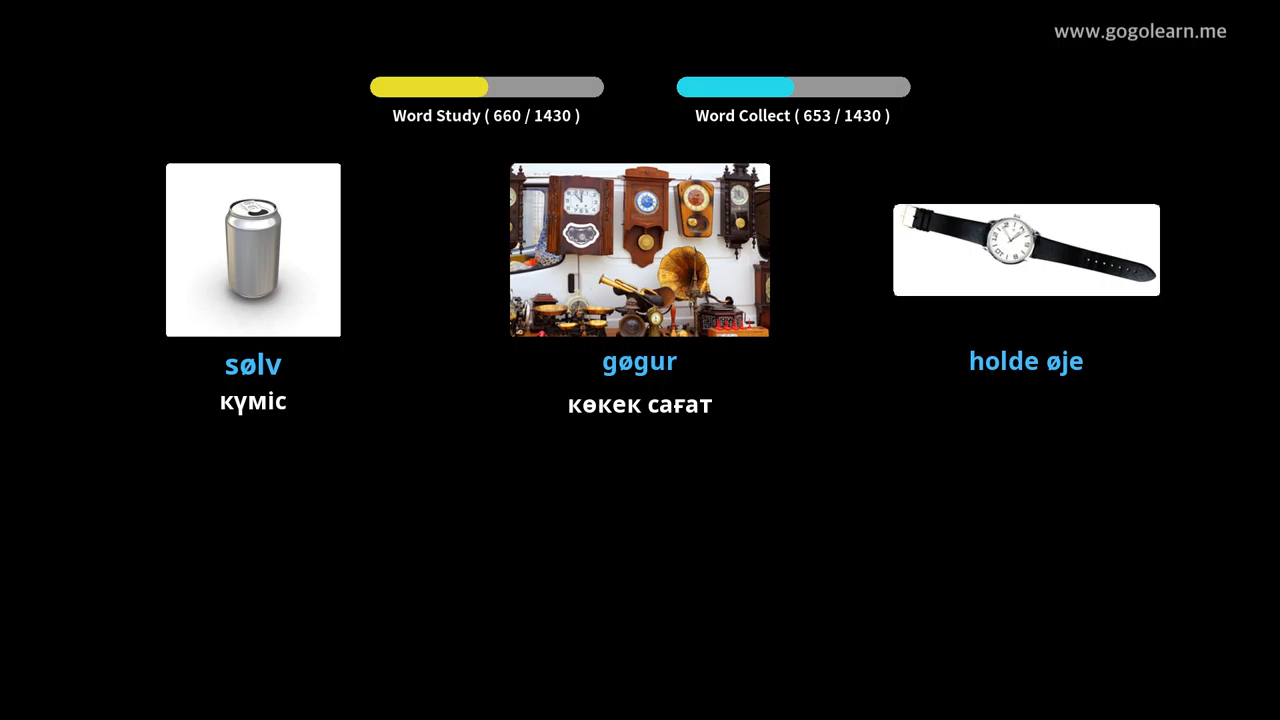 www.gogolearn.me
Word Study ( 660 / 1430 )
Word Collect ( 653 / 1430 )
sølv
gøgur
holde øje
күміс
көкек сағат